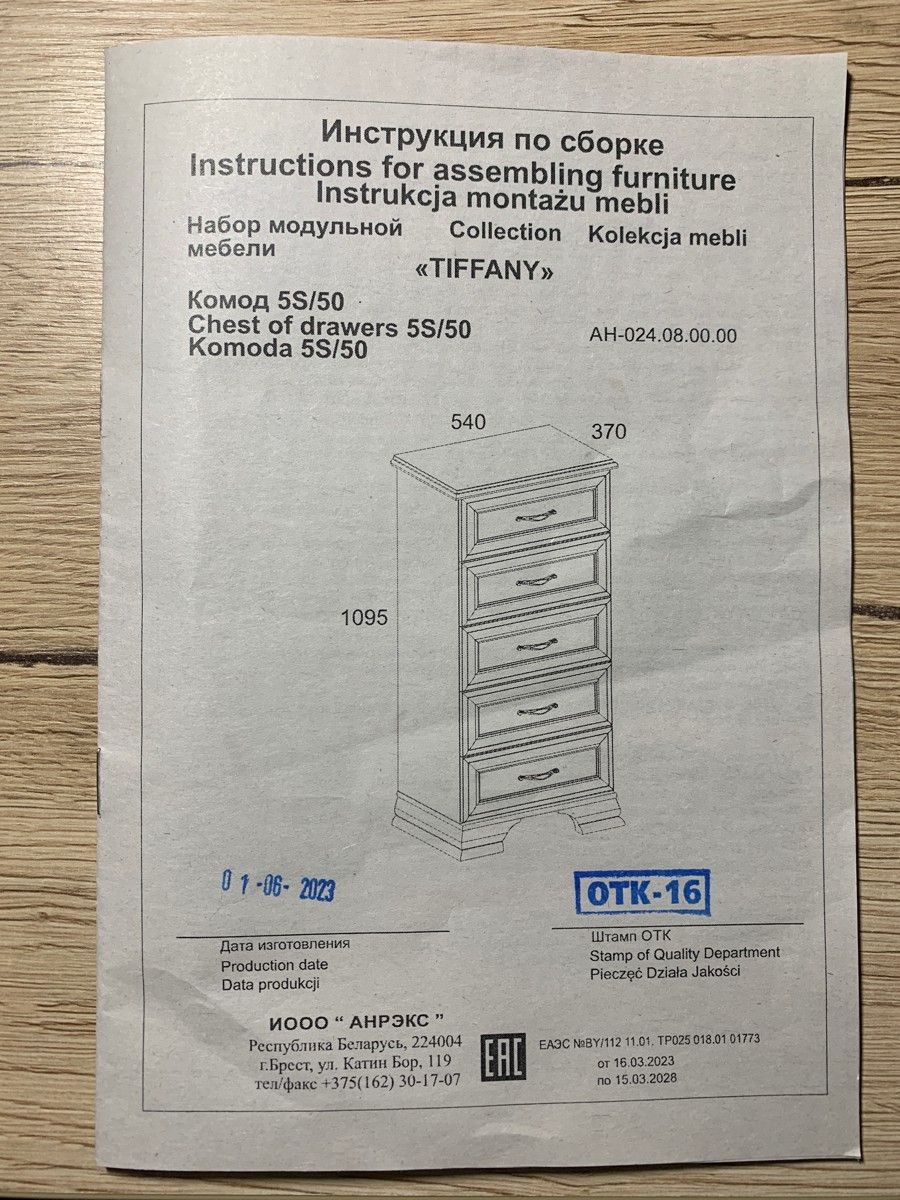 Инструкция по сборке
Instructions for assembling furniture
Instrukcja montażu mebli
Набор модульной мебели
Collection
Kolekcja mebli
«TIFFANY»
Комод 5S/50
Chest of drawers 5S/50
Komoda 5S/50
АН-024.08.00.00
540
370
1095
01-06-2023
ОТК-16
Дата изготовления
Production date
Data produkcji
Штамп ОТК
Stamp of Quality Department
Pieczęć Działa Jakości
ИООО “ АНРЭКС ”
Республика Беларусь, 224004
г.Брест, ул. Катин Бор, 119
тел/факс +375(162) 30-17-07
EAC
ЕАЭС №BY/112 11.01. ТР025 018.01 01773
от 16.03.2023
по 15.03.2028